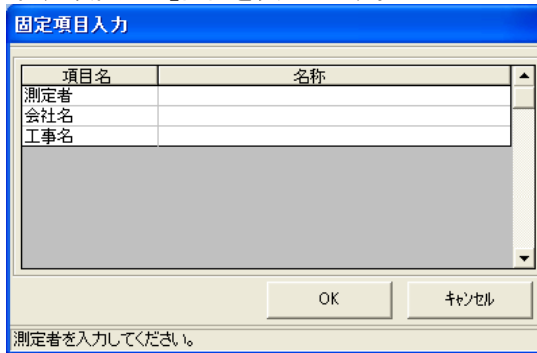 固定項目入力
項目名 名称
測定者
会社名
工事名
OK キャンセル
測定者を入力してください。